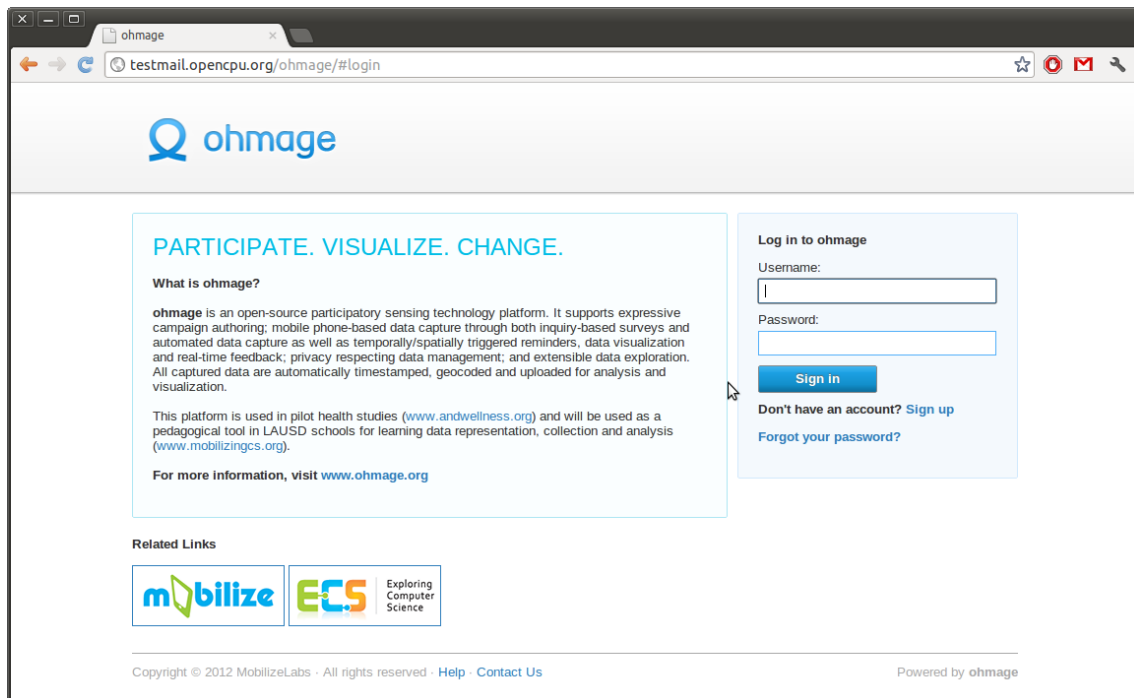 ohmage
testmail.opencpu.org/ohmage/#login
ohmage
PARTICIPATE. VISUALIZE. CHANGE.
What is ohmage?
ohmage is an open-source participatory sensing technology platform. It supports expressive
campaign authoring; mobile phone-based data capture through both inquiry-based surveys and
automated data capture as well as temporally/spatially triggered reminders, data visualization
and real-time feedback; privacy respecting data management; and extensible data exploration.
All captured data are automatically timestamped, geocoded and uploaded for analysis and
visualization.
This platform is used in pilot health studies (www.andwellness.org) and will be used as a
pedagogical tool in LAUSD schools for learning data representation, collection and analysis
(www.mobilizingcs.org).
For more information, visit www.ohmage.org
Log in to ohmage
Username:
Password:
Sign in
Don't have an account? Sign up
Forgot your password?
Related Links
mobilize
ECS
Exploring
Computer
Science
Copyright © 2012 MobilizeLabs · All rights reserved · Help · Contact Us
Powered by ohmage